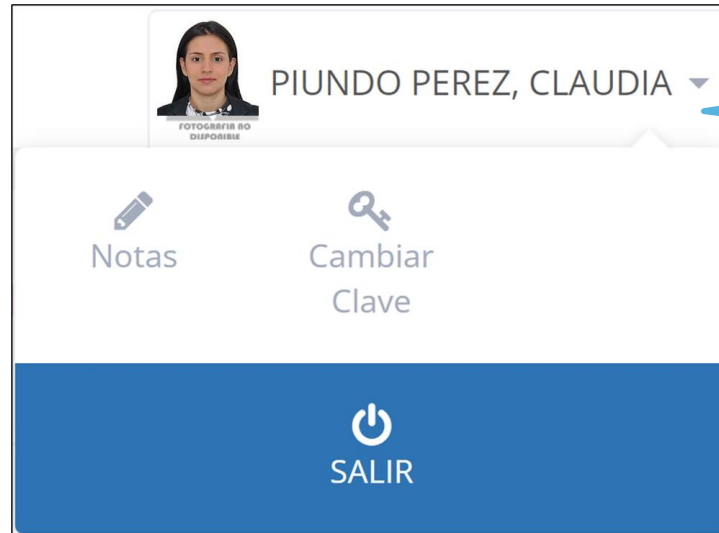 PIUNDO PEREZ, CLAUDIA
FOTOGRAFIA NO
DISPONIBLE
Notas
Cambiar
Clave
SALIR